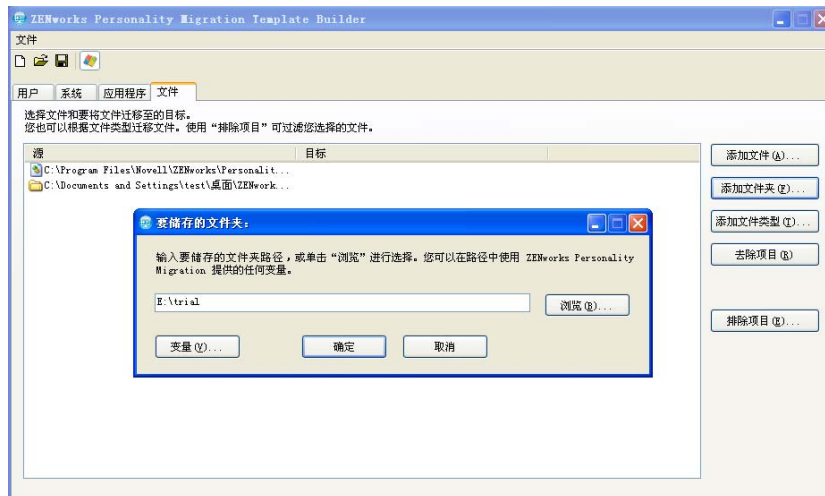 ZENworks Personality Migration Template Builder
文件
用户 系统 应用程序 文件
选择文件和要将文件迁移至的目标。
您也可以根据文件类型迁移文件。使用“排除项目”可过滤您选择的文件。
源 目标
C:\Program Files\Novell\ZENworks\Personalit...
C:\Documents and Settings\test\桌面\ZENwork...
添加文件(A)...
添加文件夹(F)...
添加文件类型(T)...
去除项目(R)
排除项目(E)...
要储存的文件夹:
输入要储存的文件夹路径，或单击“浏览”进行选择。您可以在路径中使用 ZENworks Personality
Migration 提供的任何变量。
E:\trial
浏览(B)...
变量(V)...
确定
取消